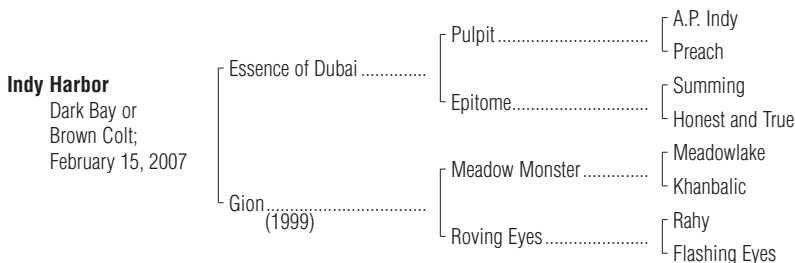 Indy Harbor
Dark Bay or
Brown Colt;
February 15, 2007
Essence of Dubai ..............
Gion..................................
(1999)
Pulpit................................
Epitome.............................
Meadow Monster ..............
Roving Eyes......................
A.P. Indy
Preach
Summing
Honest and True
Meadowlake
Khanbalic
Rahy
Flashing Eyes